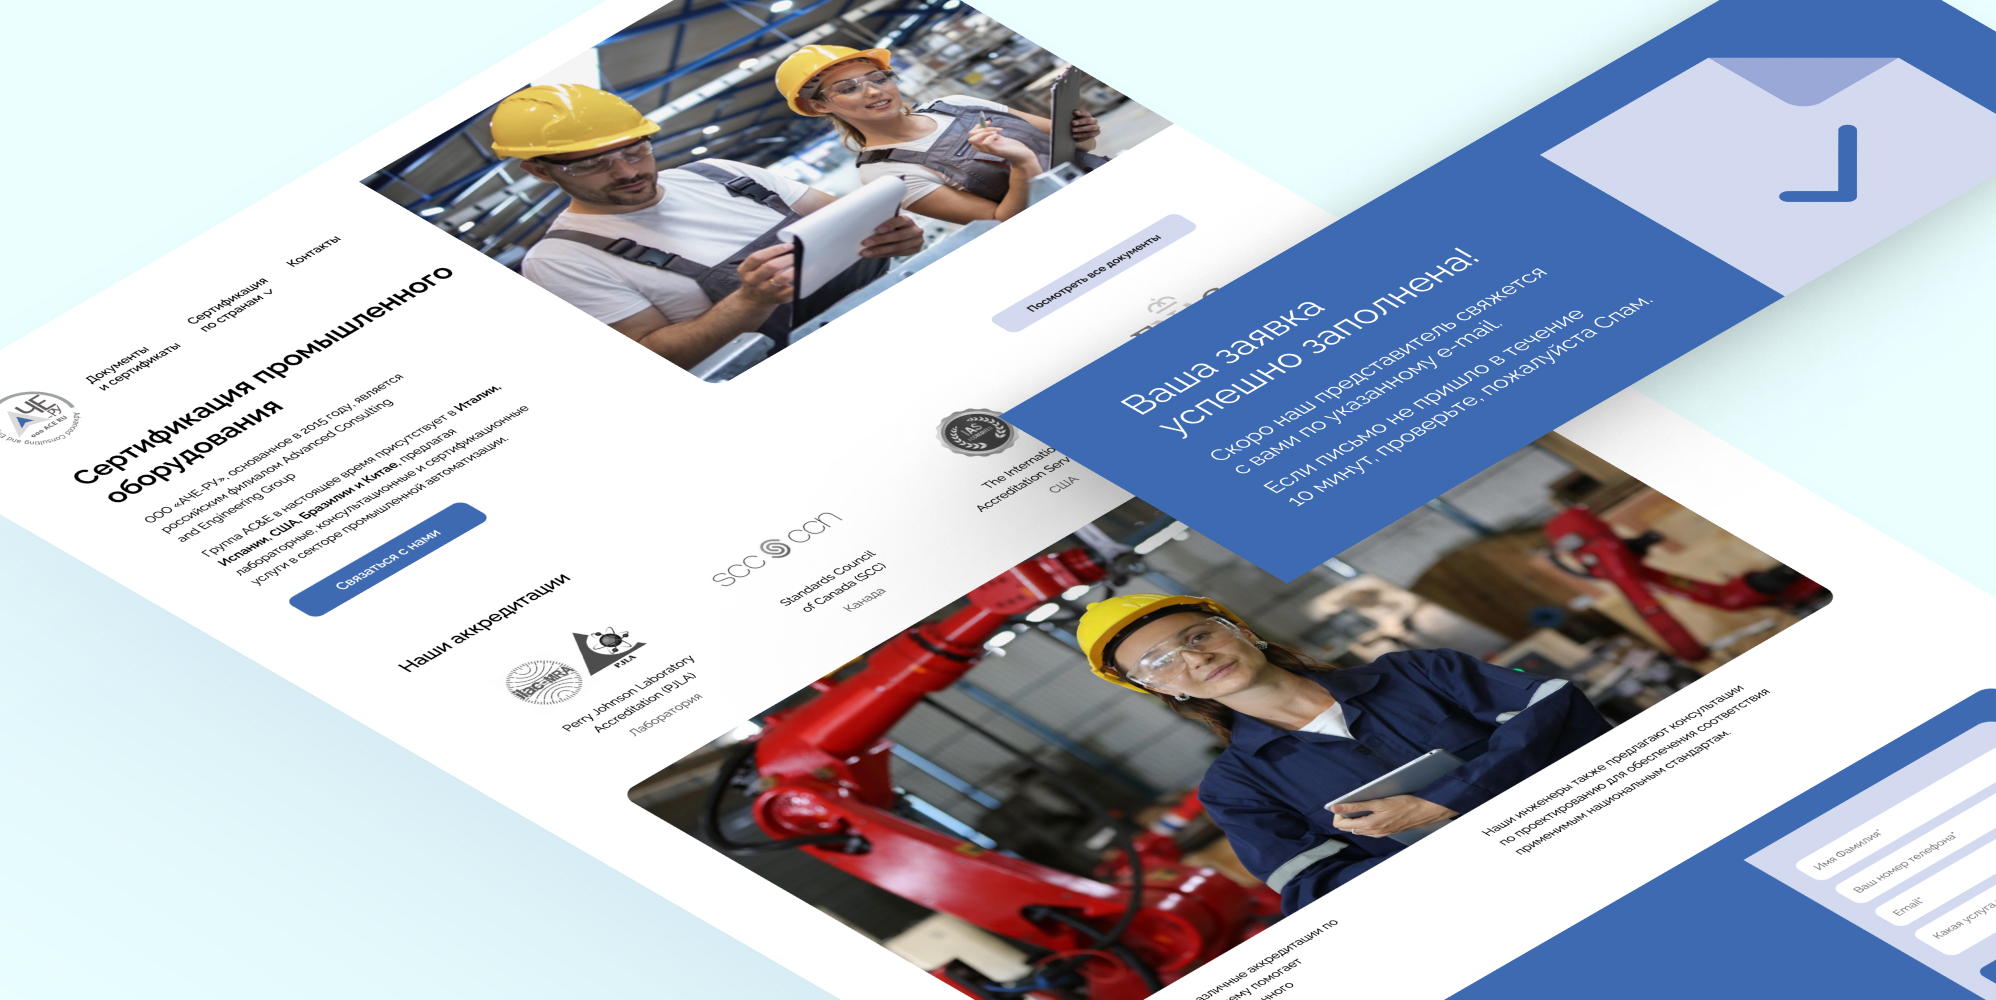 Документы
и сертификаты
Сертификация
по странам
Контакты
АЧЕ
РУ
ООО ACE RU
Advanced Consulting and
Сертификация промышленного
оборудования
ООО «АЧЕ-РУ», основанное в 2015 году, является
российским филиалом Advanced Consulting
and Engineering Group
Группа AC&E в настоящее время присутствует в Италии,
Испании, США, Бразилии и Китае, предлагая
лабораторные, консультационные и сертификационные
услуги в секторе промышленной автоматизации.
Связаться с нами
Наши аккредитации
Посмотреть все документы
ilac-MRA
PJLA
Perry Johnson Laboratory
Accreditation (PJLA)
Лаборатория
SCC CCN
Standards Council
of Canada (SCC)
Канада
IAS
The Internatio
Accreditation Serv
США
Ваша заявка
успешно заполнена!
Скоро наш представитель свяжется
с вами по указанному e-mail.
Если письмо не пришло в течение
10 минут, проверьте, пожалуйста Спам.
Наши инженеры также предлагают консультации
по проектированию для обеспечения соответствия
применимым национальным стандартам.
азличные аккредитации по
ему помогает
нного
Имя Фамилия*
Ваш номер телефона*
Email*
Какая услуга